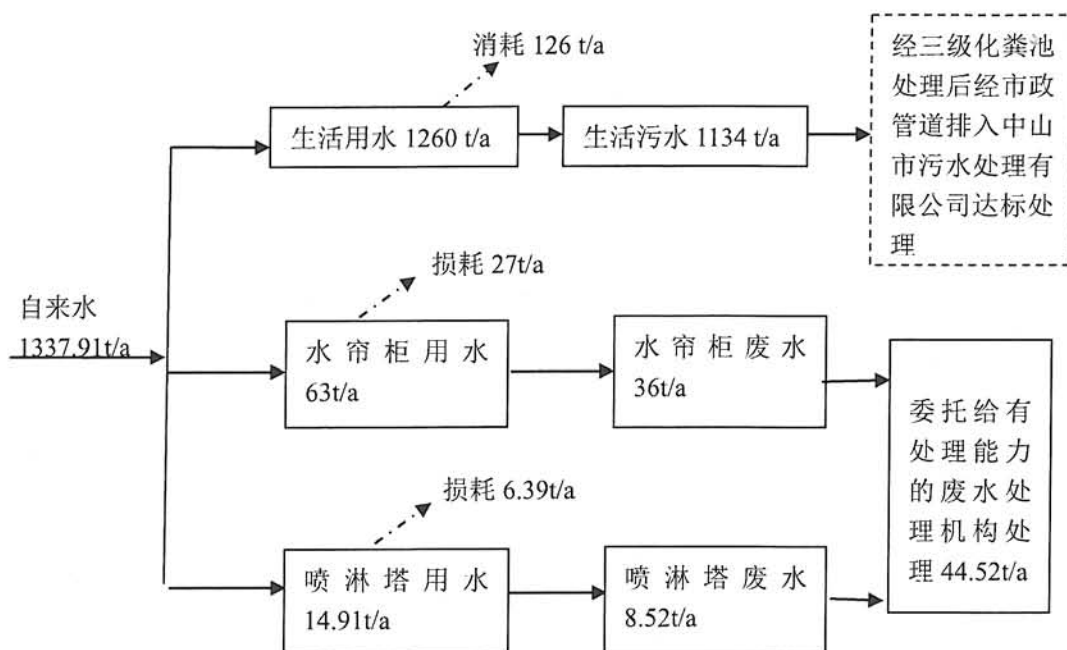 消耗 126 t/a
生活用水 1260 t/a
生活污水 1134 t/a
经三级化粪池
处理后经市政
管道排入中山
市污水处理有
限公司达标处
理
自来水
1337.91t/a
损耗 27t/a
水帘柜用水
63t/a
水帘柜废水
36t/a
损耗 6.39t/a
喷淋塔用水
14.91t/a
喷淋塔废水
8.52t/a
委托给有
处理能力
的废水处
理机构处
理 44.52t/a